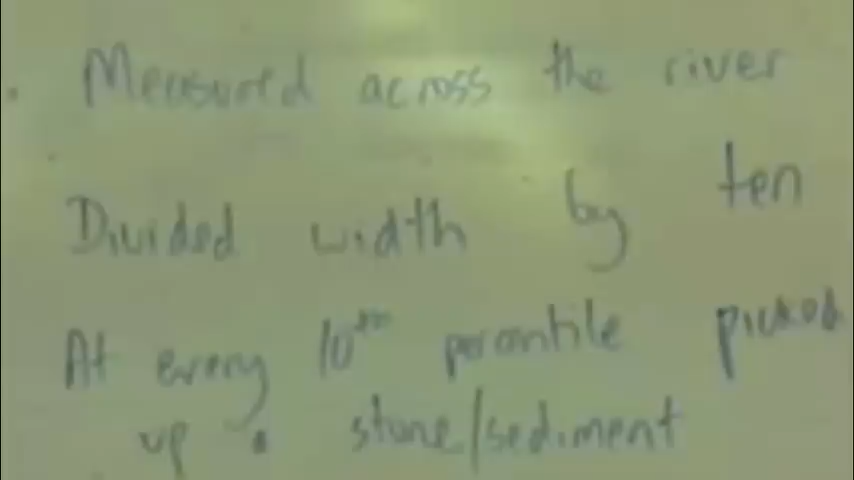 Measured across the river
Divided width by ten
At every 10th percentile picked
up a stone/sediment